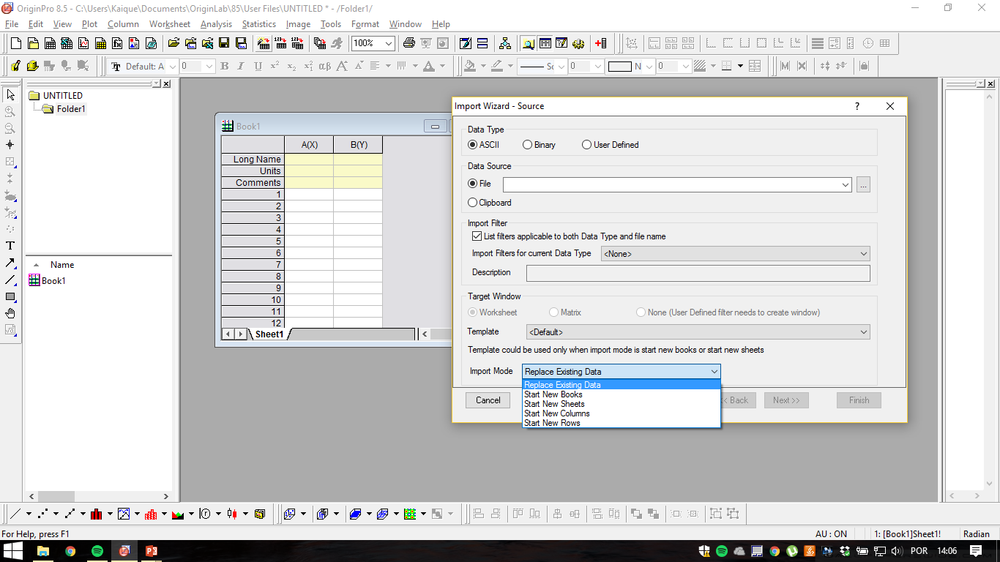 OriginPro 8.5 - C:\Users\Kaique\Documents\OriginLab\85\User Files\UNTITLED * - /Folder1/
File Edit View Plot Column Worksheet Analysis Statistics Image Tools Format Window Help
100%
Default: A 0 B I U x² x₂ αβ A A A 0 N 0
UNTITLED
Folder1
Name
Book1
Book1
A(X) B(Y)
Long Name
Units
Comments
1
2
3
4
5
6
7
8
9
10
11
12
Sheet1
Import Wizard - Source
Data Type
ASCII Binary User Defined
Data Source
File
...
Clipboard
Import Filter
List filters applicable to both Data Type and file name
Import Filters for current Data Type <None>
Description
Target Window
Worksheet Matrix None (User Defined filter needs to create window)
Template <Default>
Template could be used only when import mode is start new books or start new sheets
Import Mode Replace Existing Data
Replace Existing Data
Start New Books
Start New Sheets
Start New Columns
Start New Rows
Cancel << Back Next >> Finish
For Help, press F1 AU : ON 1: [Book1]Sheet1! Radian
POR 14:06